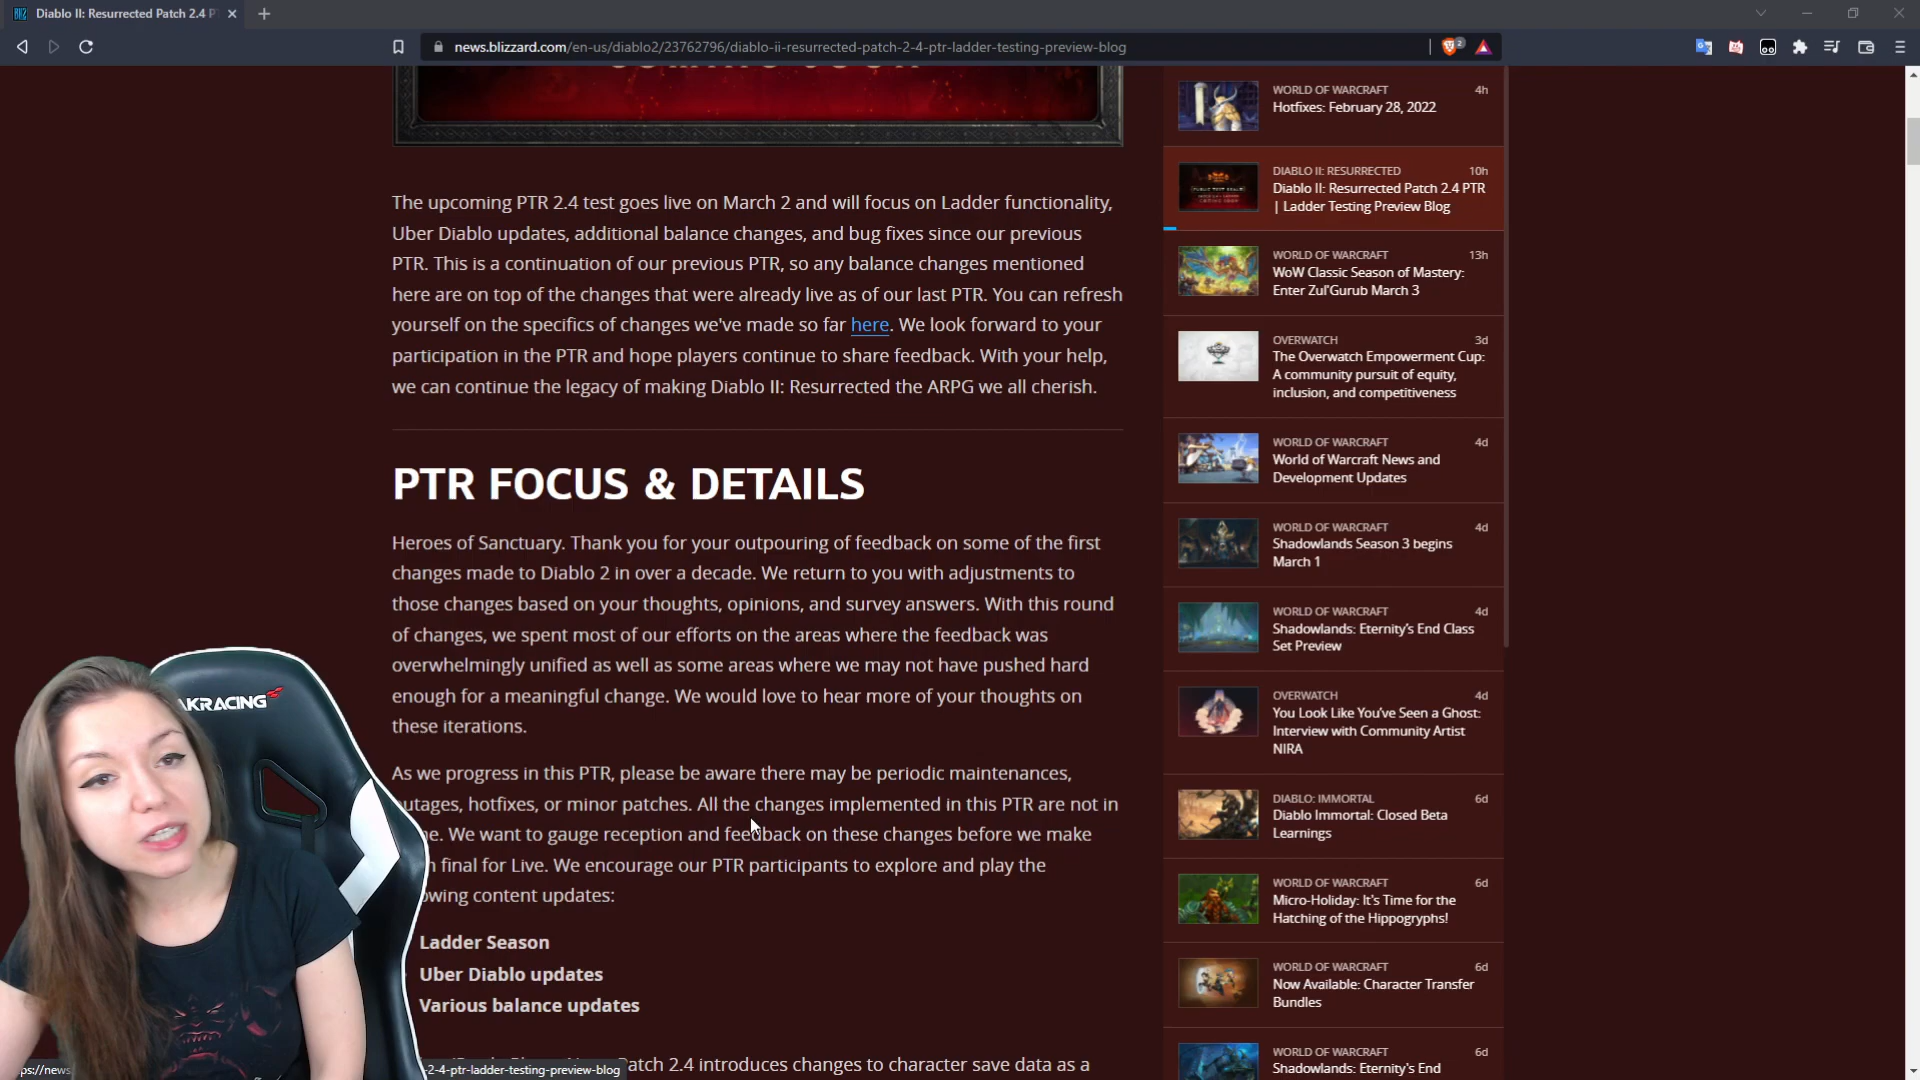 Diablo II: Resurrected Patch 2.4 P
news.blizzard.com/en-us/diablo2/23762796/diablo-ii-resurrected-patch-2-4-ptr-ladder-testing-preview-blog
2
The upcoming PTR 2.4 test goes live on March 2 and will focus on Ladder functionality,
Uber Diablo updates, additional balance changes, and bug fixes since our previous
PTR. This is a continuation of our previous PTR, so any balance changes mentioned
here are on top of the changes that were already live as of our last PTR. You can refresh
yourself on the specifics of changes we've made so far here. We look forward to your
participation in the PTR and hope players continue to share feedback. With your help,
we can continue the legacy of making Diablo II: Resurrected the ARPG we all cherish.
PTR FOCUS & DETAILS
Heroes of Sanctuary. Thank you for your outpouring of feedback on some of the first
changes made to Diablo 2 in over a decade. We return to you with adjustments to
those changes based on your thoughts, opinions, and survey answers. With this round
of changes, we spent most of our efforts on the areas where the feedback was
overwhelmingly unified as well as some areas where we may not have pushed hard
enough for a meaningful change. We would love to hear more of your thoughts on
these iterations.
As we progress in this PTR, please be aware there may be periodic maintenances,
utages, hotfixes, or minor patches. All the changes implemented in this PTR are not in
ne. We want to gauge reception and feedback on these changes before we make
final for Live. We encourage our PTR participants to explore and play the
owing content updates:
Ladder Season
Uber Diablo updates
Various balance updates
Patch 2.4 introduces changes to character save data as a
ps://news
-2-4-ptr-ladder-testing-preview-blog
AKRACING
WORLD OF WARCRAFT 4h
Hotfixes: February 28, 2022
DIABLO II: RESURRECTED 10h
Diablo II: Resurrected Patch 2.4 PTR
| Ladder Testing Preview Blog
WORLD OF WARCRAFT 13h
WoW Classic Season of Mastery:
Enter Zul'Gurub March 3
OVERWATCH 3d
The Overwatch Empowerment Cup:
A community pursuit of equity,
inclusion, and competitiveness
WORLD OF WARCRAFT 4d
World of Warcraft News and
Development Updates
WORLD OF WARCRAFT 4d
Shadowlands Season 3 begins
March 1
WORLD OF WARCRAFT 4d
Shadowlands: Eternity's End Class
Set Preview
OVERWATCH 4d
You Look Like You've Seen a Ghost:
Interview with Community Artist
NIRA
DIABLO: IMMORTAL 6d
Diablo Immortal: Closed Beta
Learnings
WORLD OF WARCRAFT 6d
Micro-Holiday: It's Time for the
Hatching of the Hippogryphs!
WORLD OF WARCRAFT 6d
Now Available: Character Transfer
Bundles
WORLD OF WARCRAFT 6d
Shadowlands: Eternity's End